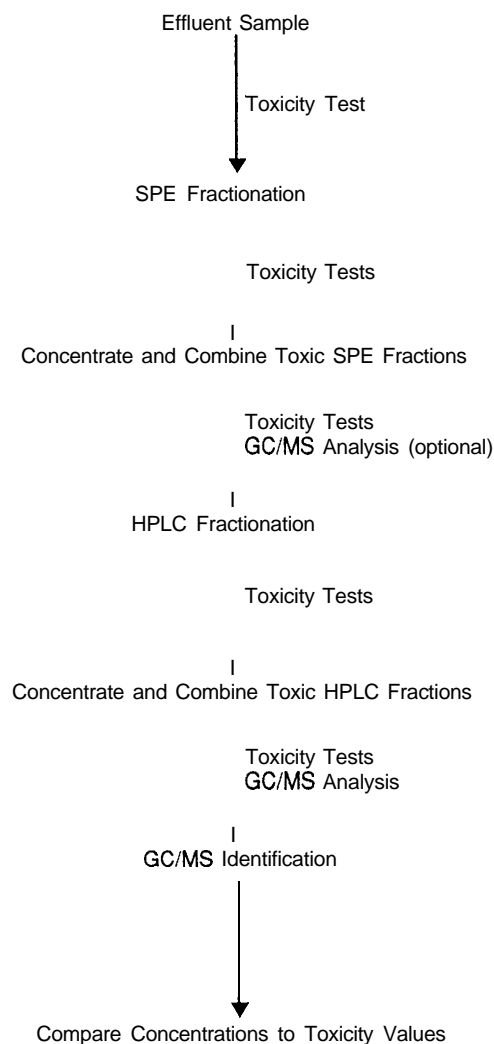 Effluent Sample
Toxicity Test
SPE Fractionation
Toxicity Tests
I
Concentrate and Combine Toxic SPE Fractions
Toxicity Tests
GC/MS Analysis (optional)
I
HPLC Fractionation
Toxicity Tests
I
Concentrate and Combine Toxic HPLC Fractions
Toxicity Tests
GC/MS Analysis
I
GC/MS Identification
Compare Concentrations to Toxicity Values